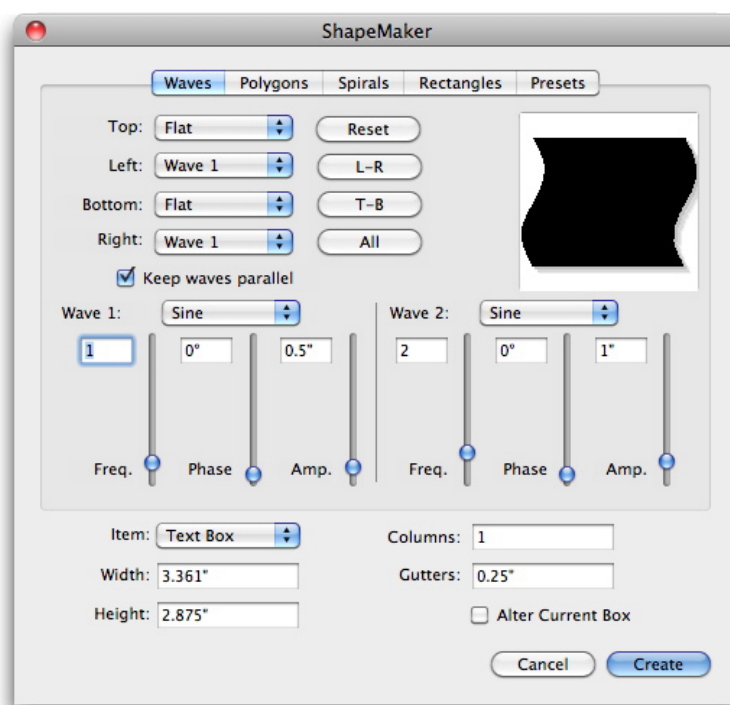 ShapeMaker
Waves Polygons Spirals Rectangles Presets
Top: Flat Reset
Left: Wave 1 L-R
Bottom: Flat T-B
Right: Wave 1 All
Keep waves parallel
Wave 1: Sine Wave 2: Sine
1 0° 0.5" 2 0° 1"
Freq. Phase Amp. Freq. Phase Amp.
Item: Text Box Columns: 1
Width: 3.361" Gutters: 0.25"
Height: 2.875" Alter Current Box
Cancel Create